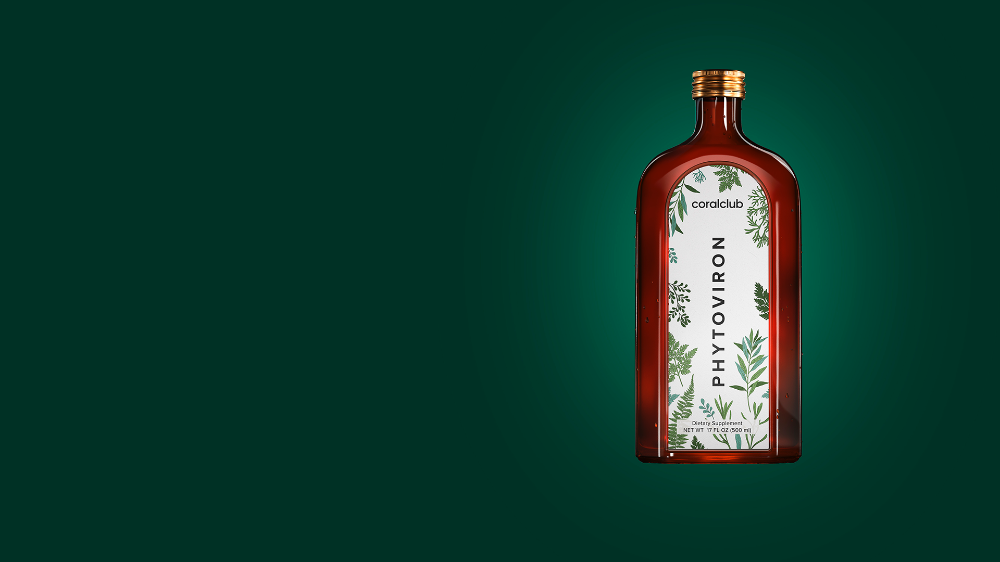 coralclub
PHYTOVIRON
Dietary Supplement
NET WT 17 FL OZ (500 ml)